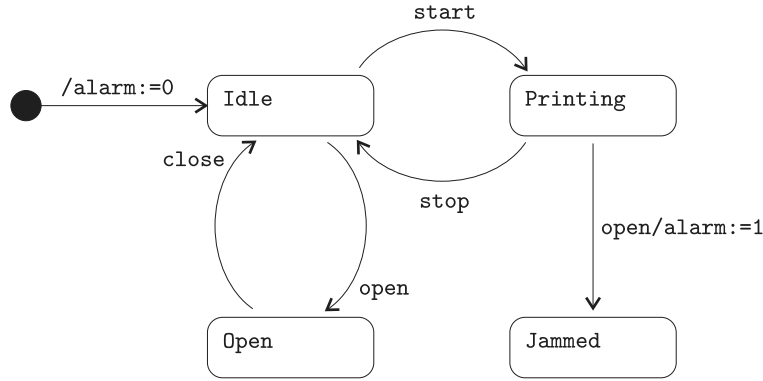 start
/alarm:=0
Idle
Printing
close
stop
open/alarm:=1
open
Open
Jammed